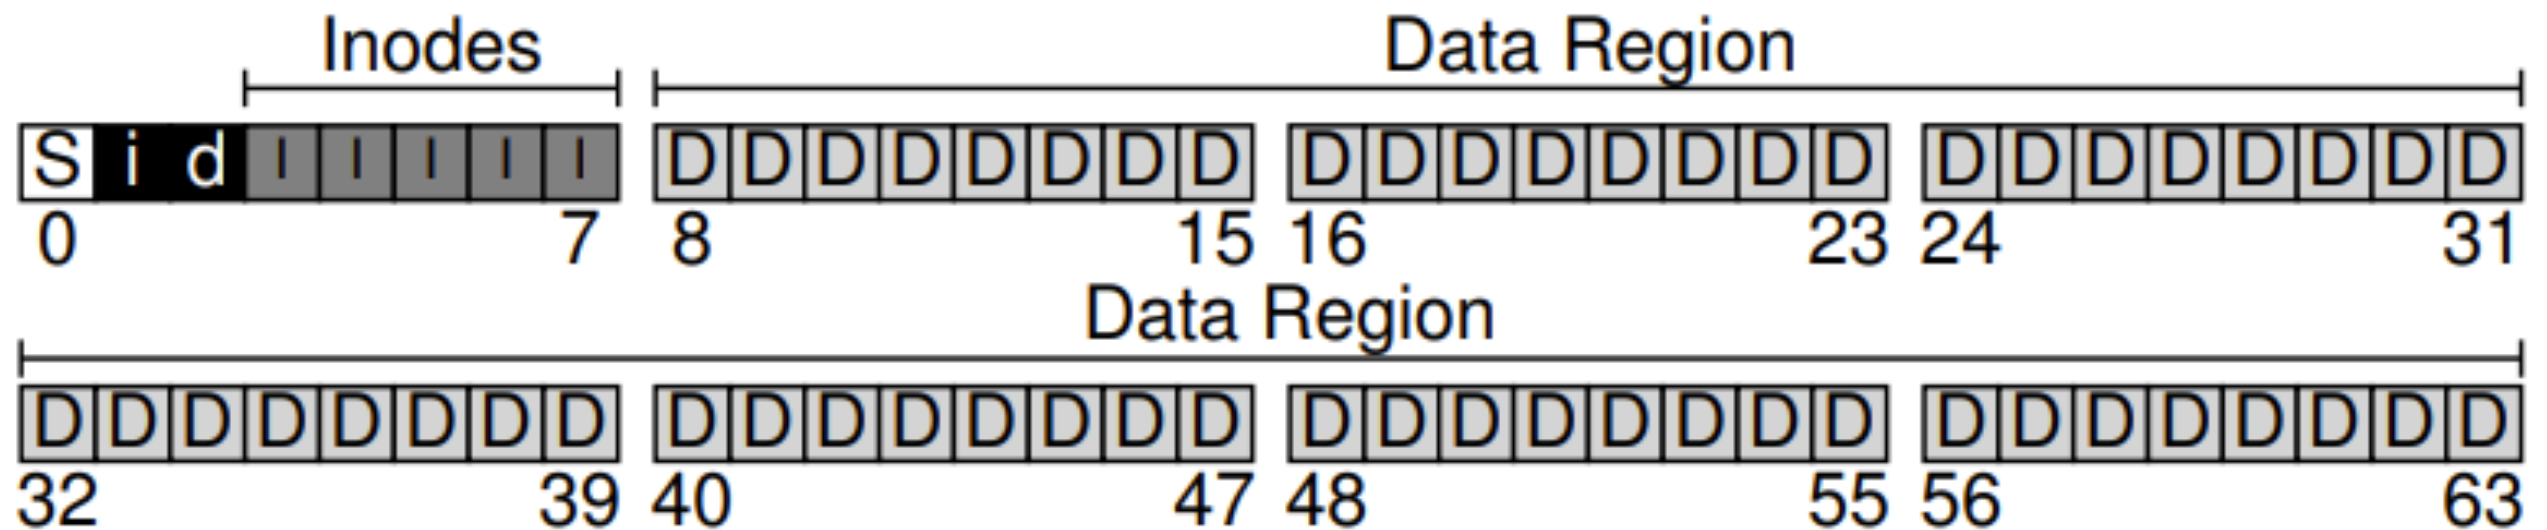 Inodes Data Region
S i d I I I I I D D D D D D D D D D D D D D D D D D D D D D D D
0 7 8 15 16 23 24 31
Data Region
D D D D D D D D D D D D D D D D D D D D D D D D D D D D D D D D
32 39 40 47 48 55 56 63